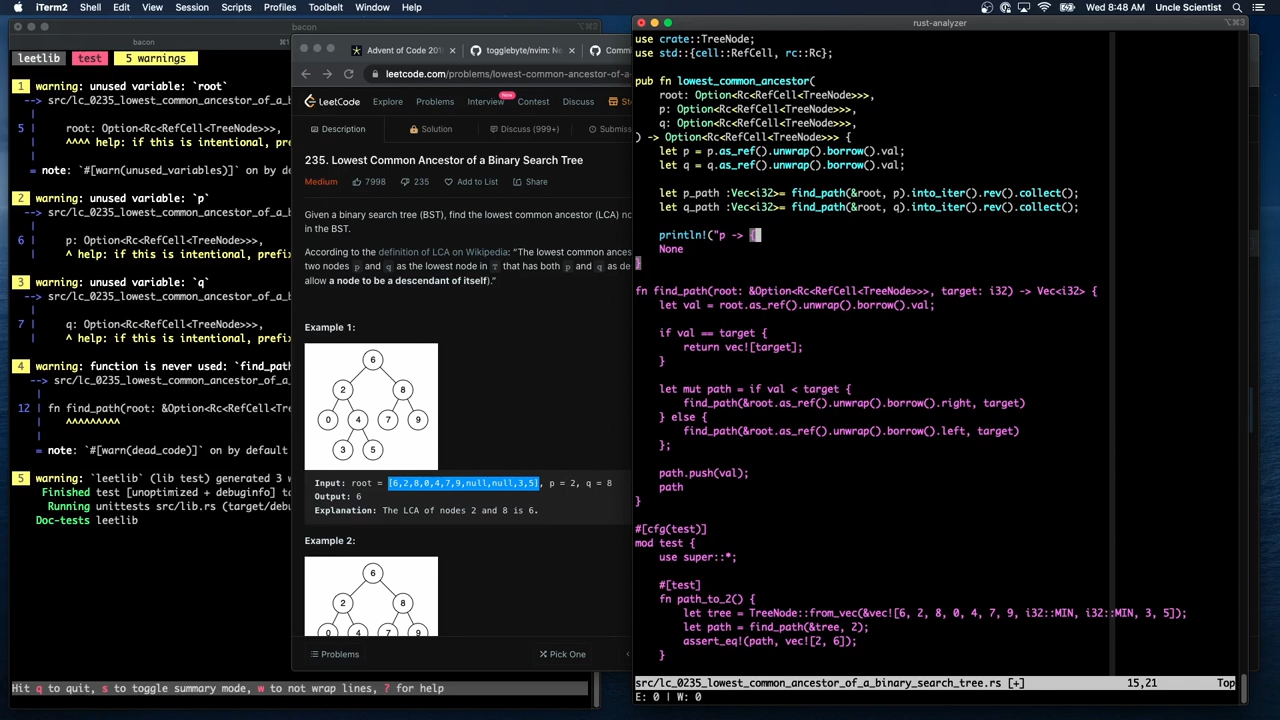 iTerm2 Shell Edit View Session Scripts Profiles Toolbelt Window Help
Wed 8:48 AM Uncle Scientist
bacon
⌥⌘2
bacon
⌘1
leetlib test 5 warnings
1 warning: unused variable: `root`
--> src/lc_0235_lowest_common_ancestor_of_a_b
|
5 | root: Option<Rc<RefCell<TreeNode>>>,
| ^^^^ help: if this is intentional, prefix
|
= note: `#[warn(unused_variables)]` on by defa
2 warning: unused variable: `p`
--> src/lc_0235_lowest_common_ancestor_of_a_b
|
6 | p: Option<Rc<RefCell<TreeNode>>>,
| ^ help: if this is intentional, prefix
3 warning: unused variable: `q`
--> src/lc_0235_lowest_common_ancestor_of_a_b
|
7 | q: Option<Rc<RefCell<TreeNode>>>,
| ^ help: if this is intentional, prefix
4 warning: function is never used: `find_path
--> src/lc_0235_lowest_common_ancestor_of_a_b
|
12 | fn find_path(root: &Option<Rc<RefCell<Tre
| ^^^^^^^^^
|
= note: `#[warn(dead_code)]` on by default
5 warning: `leetlib` (lib test) generated 3 w
Finished test [unoptimized + debuginfo] ta
Running unittests src/lib.rs (target/debu
Doc-tests leetlib
Hit q to quit, s to toggle summary mode, w to not wrap lines, ? for help
Advent of Code 201
togglebyte/nvim: Ne
Comm
leetcode.com/problems/lowest-common-ancestor-of-a-
LeetCode Explore Problems Interview New Contest Discuss St
Description Solution Discuss (999+) Submiss
235. Lowest Common Ancestor of a Binary Search Tree
Medium 7998 235 Add to List Share
Given a binary search tree (BST), find the lowest common ancestor (LCA) no
in the BST.
According to the definition of LCA on Wikipedia: “The lowest common ances
two nodes p and q as the lowest node in T that has both p and q as de
allow a node to be a descendant of itself).”
Example 1:
6
2 8
0 4 7 9
3 5
Input: root = [6,2,8,0,4,7,9,null,null,3,5], p = 2, q = 8
Output: 6
Explanation: The LCA of nodes 2 and 8 is 6.
Example 2:
6
2 8
0 4 7 9
Problems Pick One
rust-analyzer
⌥⌘3
use crate::TreeNode;
use std::{cell::RefCell, rc::Rc};
pub fn lowest_common_ancestor(
root: Option<Rc<RefCell<TreeNode>>>,
p: Option<Rc<RefCell<TreeNode>>>,
q: Option<Rc<RefCell<TreeNode>>>,
) -> Option<Rc<RefCell<TreeNode>>> {
let p = p.as_ref().unwrap().borrow().val;
let q = q.as_ref().unwrap().borrow().val;
let p_path :Vec<i32>= find_path(&root, p).into_iter().rev().collect();
let q_path :Vec<i32>= find_path(&root, q).into_iter().rev().collect();
println!("p -> {
None
}
fn find_path(root: &Option<Rc<RefCell<TreeNode>>>, target: i32) -> Vec<i32> {
let val = root.as_ref().unwrap().borrow().val;
if val == target {
return vec![target];
}
let mut path = if val < target {
find_path(&root.as_ref().unwrap().borrow().right, target)
} else {
find_path(&root.as_ref().unwrap().borrow().left, target)
};
path.push(val);
path
}
#[cfg(test)]
mod test {
use super::*;
#[test]
fn path_to_2() {
let tree = TreeNode::from_vec(&vec![6, 2, 8, 0, 4, 7, 9, i32::MIN, i32::MIN, 3, 5]);
let path = find_path(&tree, 2);
assert_eq!(path, vec![2, 6]);
}
src/lc_0235_lowest_common_ancestor_of_a_binary_search_tree.rs [+] 15,21 Top
E: 0 | W: 0